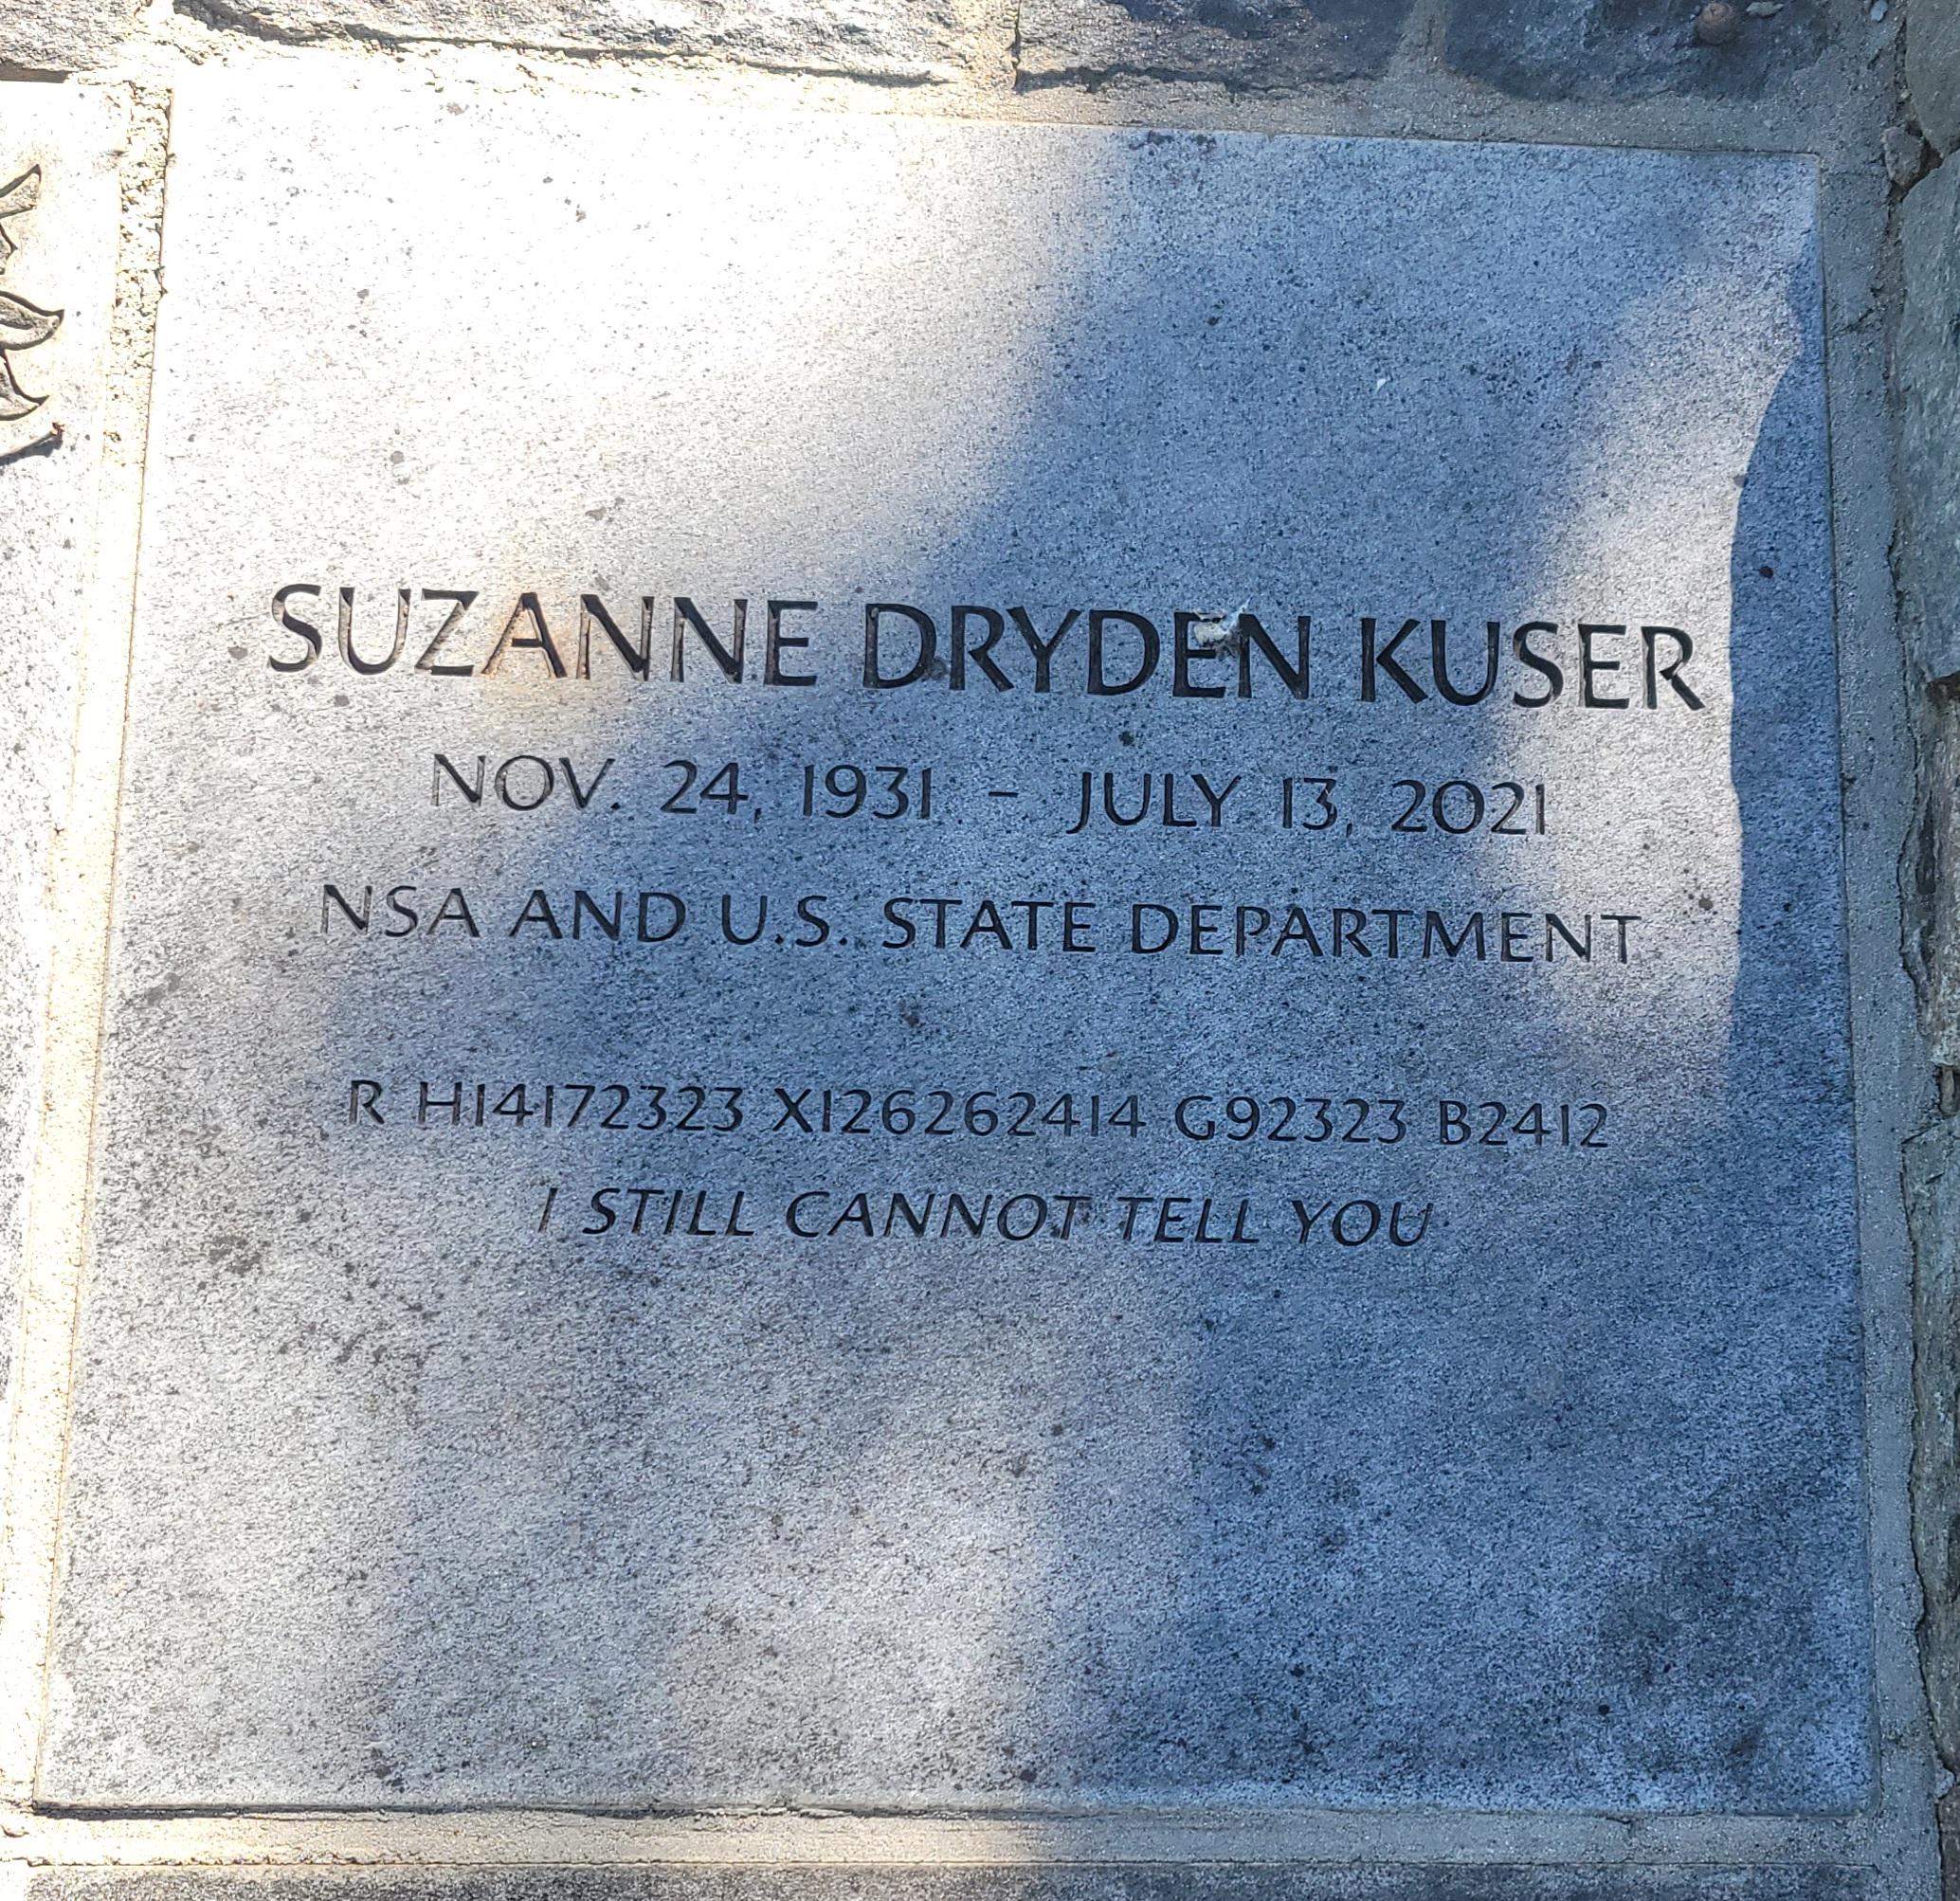 SUZANNE DRYDEN KUSER
NOV. 24, 1931 - JULY 13, 2021
NSA AND U.S. STATE DEPARTMENT
R H14172323 X126262414 G92323 B2412
I STILL CANNOT TELL YOU